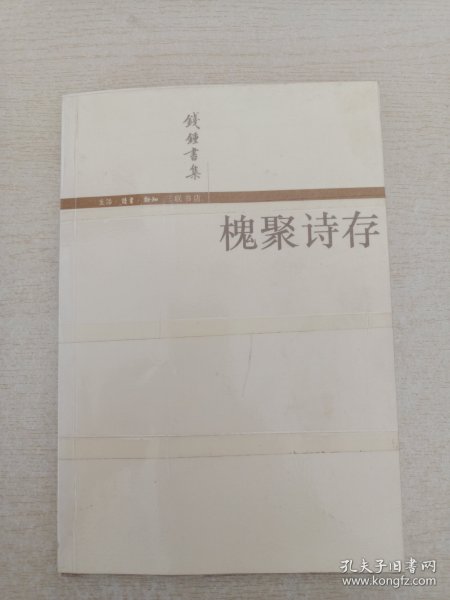 錢鍾書集
生活·讀書·新知 三联书店
槐聚诗存
孔夫子旧书网
www.kongfz.com